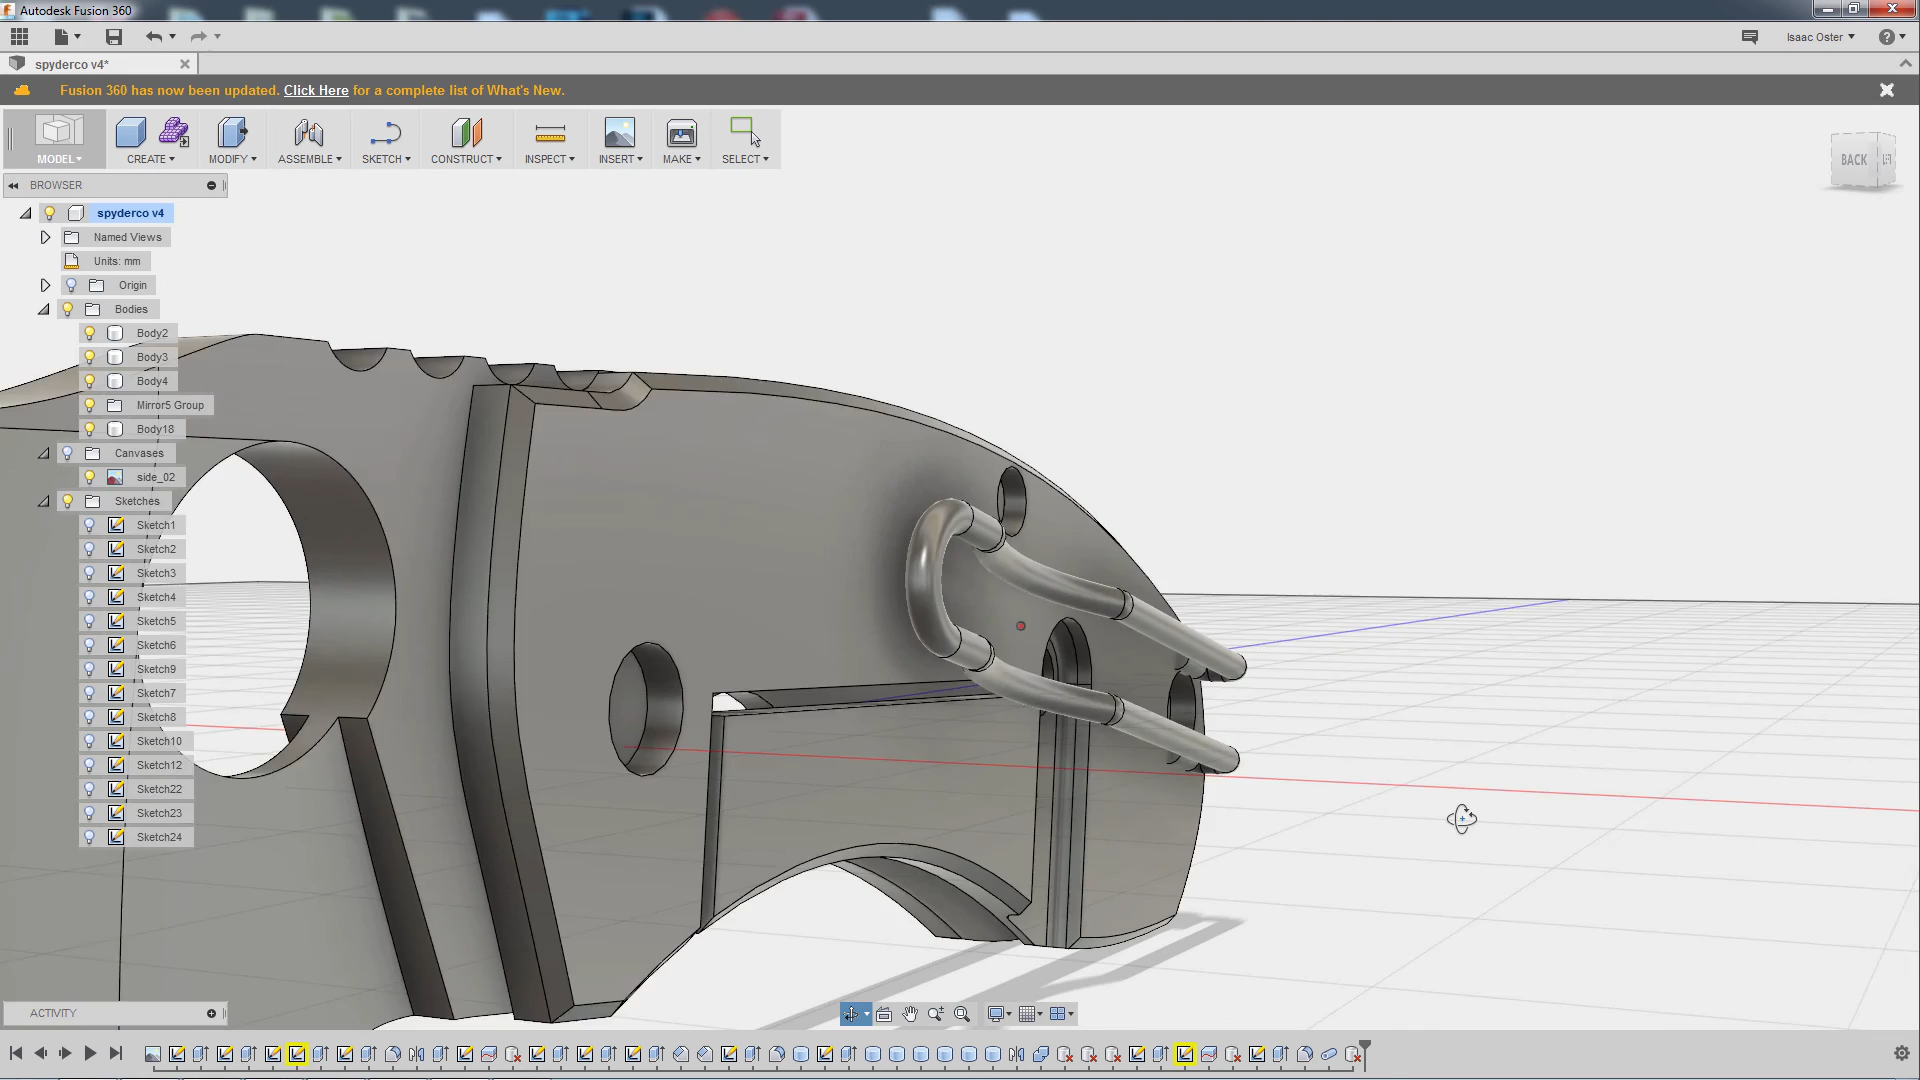 Autodesk Fusion 360
Isaac Oster
spyderco v4*
Fusion 360 has now been updated. Click Here for a complete list of What's New.
MODEL
CREATE
MODIFY
ASSEMBLE
SKETCH
CONSTRUCT
INSPECT
INSERT
MAKE
SELECT
BACK
BROWSER
spyderco v4
Named Views
Units: mm
Origin
Bodies
Body2
Body3
Body4
Mirror5 Group
Body18
Canvases
side_02
Sketches
Sketch1
Sketch2
Sketch3
Sketch4
Sketch5
Sketch6
Sketch9
Sketch7
Sketch8
Sketch10
Sketch12
Sketch22
Sketch23
Sketch24
ACTIVITY